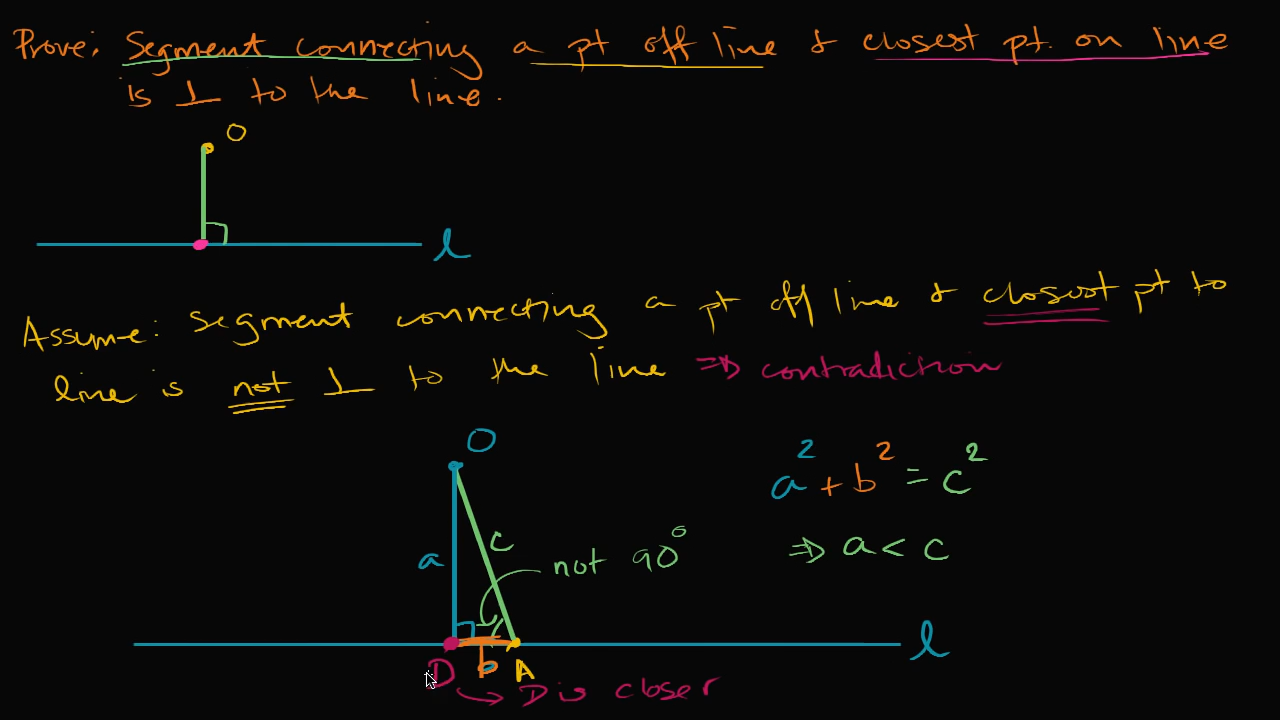 Prove: Segment connecting a pt off line & closest pt. on line
is ⊥ to the line.
O
l
Assume: segment connecting a pt off line & closest pt to
line is not ⊥ to the line ⇒ contradiction
O
a² + b² = c²
c
a
not 90°
⇒ a < c
l
D
b
A
D is closer